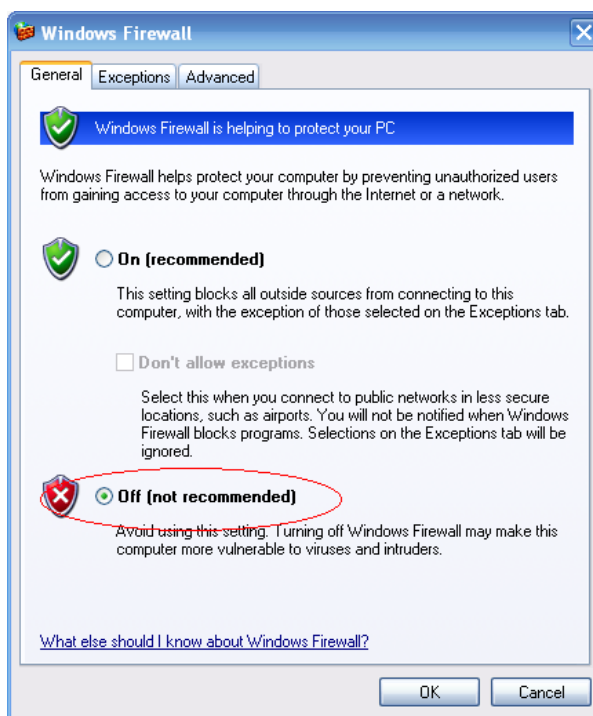 Windows Firewall
General Exceptions Advanced
Windows Firewall is helping to protect your PC
Windows Firewall helps protect your computer by preventing unauthorized users
from gaining access to your computer through the Internet or a network.
On (recommended)
This setting blocks all outside sources from connecting to this
computer, with the exception of those selected on the Exceptions tab.
Don't allow exceptions
Select this when you connect to public networks in less secure
locations, such as airports. You will not be notified when Windows
Firewall blocks programs. Selections on the Exceptions tab will be
ignored.
Off (not recommended)
Avoid using this setting. Turning off Windows Firewall may make this
computer more vulnerable to viruses and intruders.
What else should I know about Windows Firewall?
OK Cancel